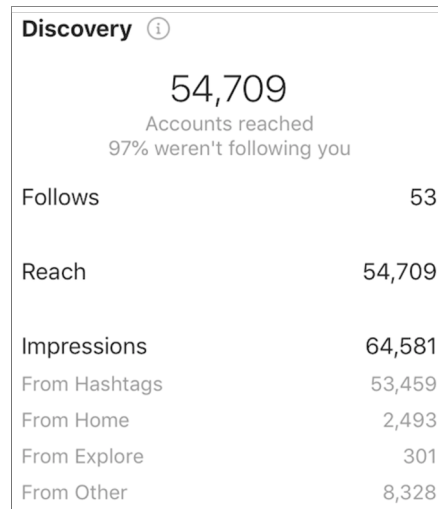 Discovery
54,709
Accounts reached
97% weren't following you
Follows 53
Reach 54,709
Impressions 64,581
From Hashtags 53,459
From Home 2,493
From Explore 301
From Other 8,328